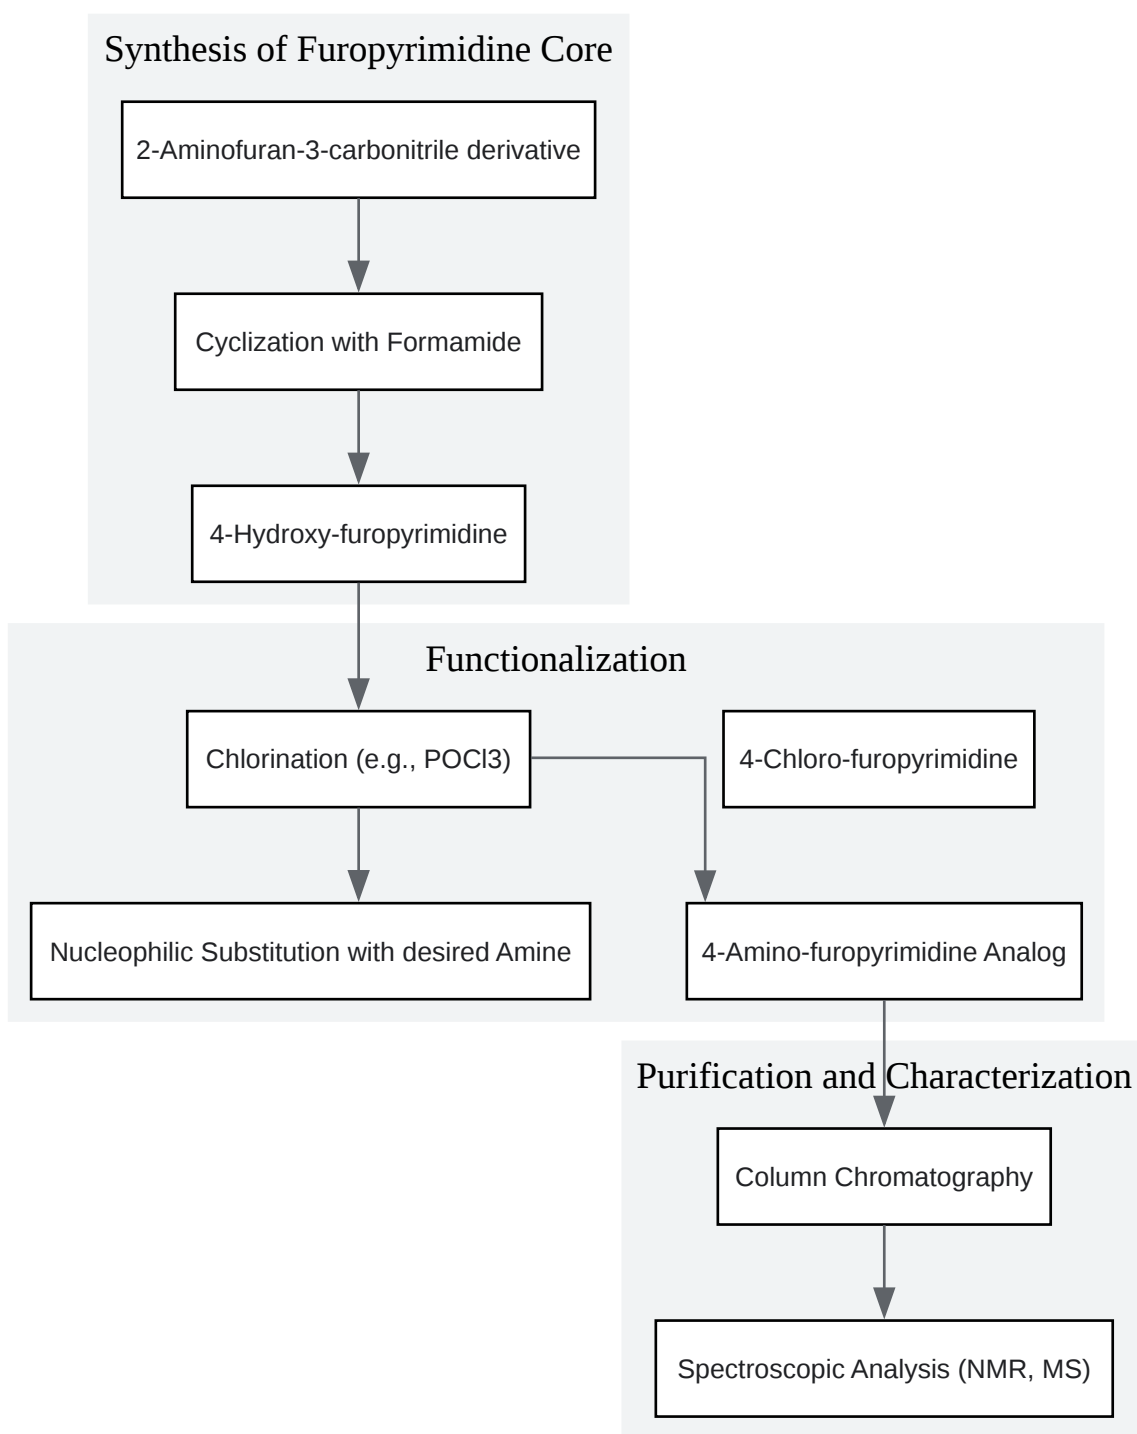 Synthesis of Furopyrimidine Core
2-Aminofuran-3-carbonitrile derivative
Cyclization with Formamide
4-Hydroxy-furopyrimidine
Functionalization
Chlorination (e.g., POCl3)
4-Chloro-furopyrimidine
Nucleophilic Substitution with desired Amine
4-Amino-furopyrimidine Analog
Purification and Characterization
Column Chromatography
Spectroscopic Analysis (NMR, MS)